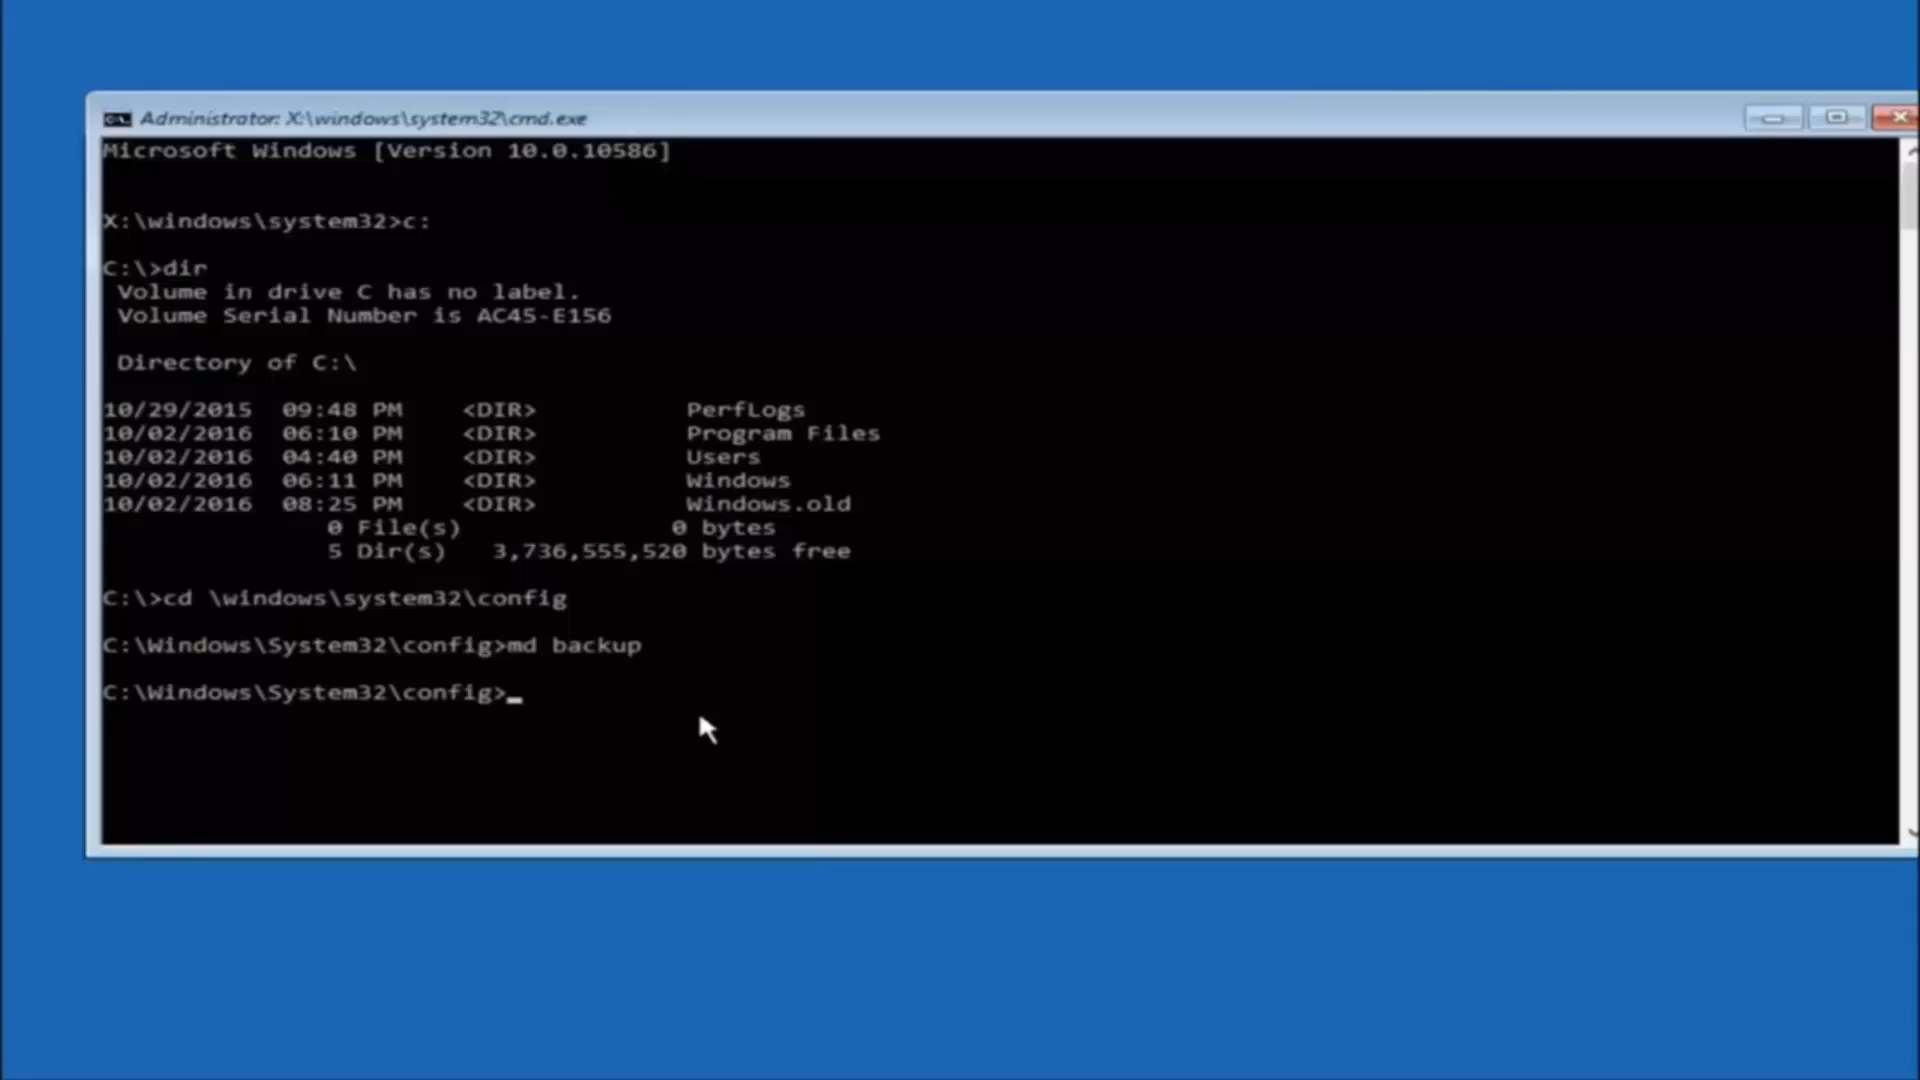 Administrator: X:\windows\system32\cmd.exe
Microsoft Windows [Version 10.0.10586]
X:\windows\system32>c:
C:\>dir
Volume in drive C has no label.
Volume Serial Number is AC45-E156
Directory of C:\
10/29/2015 09:48 PM <DIR> PerfLogs
10/02/2016 06:10 PM <DIR> Program Files
10/02/2016 04:40 PM <DIR> Users
10/02/2016 06:11 PM <DIR> Windows
10/02/2016 08:25 PM <DIR> Windows.old
0 File(s) 0 bytes
5 Dir(s) 3,736,555,520 bytes free
C:\>cd \windows\system32\config
C:\Windows\System32\config>md backup
C:\Windows\System32\config>_